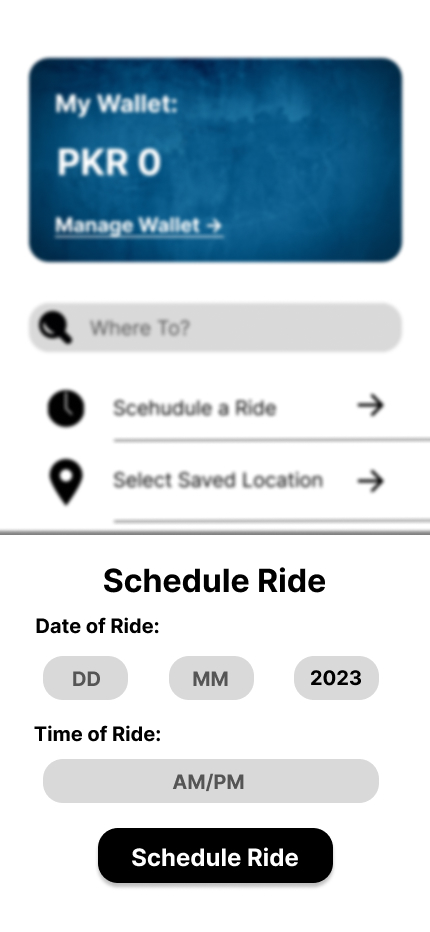 My Wallet:
PKR 0
Manage Wallet →
Where To?
Scehudule a Ride →
Select Saved Location →
Schedule Ride
Date of Ride:
DD MM 2023
Time of Ride:
AM/PM
Schedule Ride